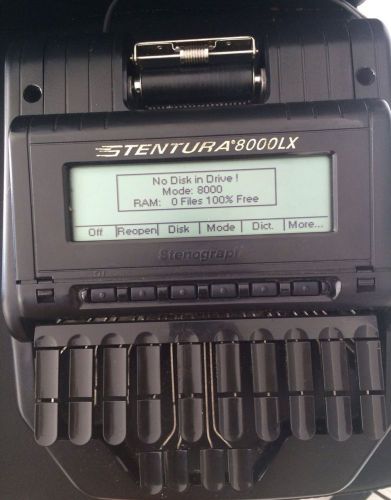 STENTURA® 8000LX
No Disk in Drive !
Mode: 8000
RAM: 0 Files 100% Free
Off Reopen Disk Mode Dict. More...
Stenograph